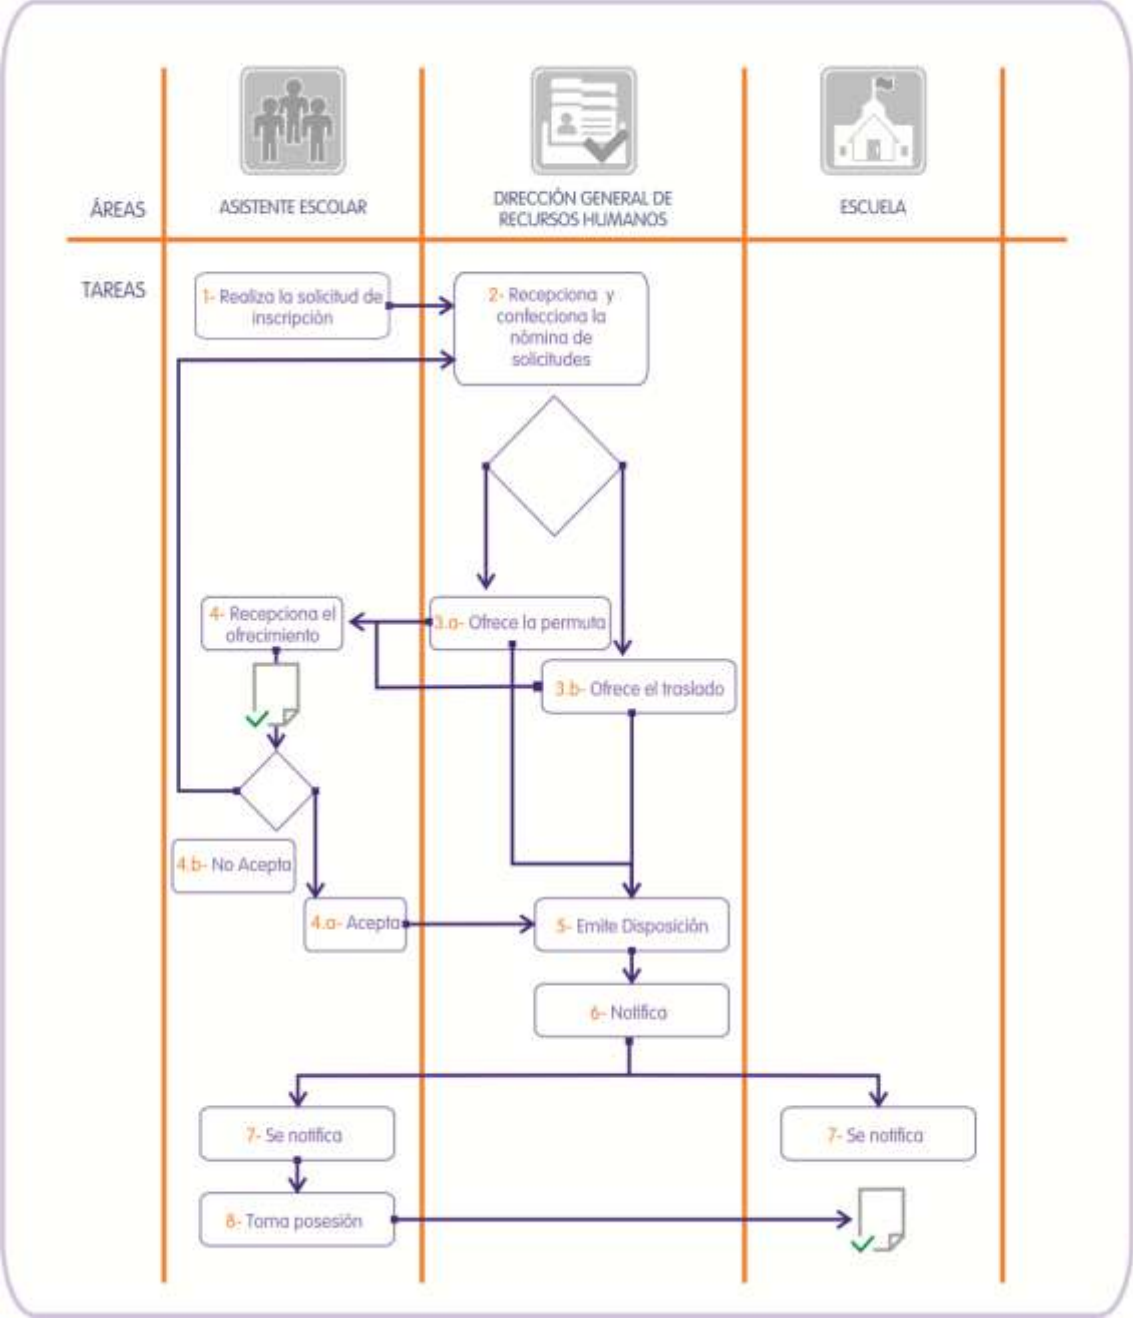 ÁREAS
ASISTENTE ESCOLAR
DIRECCIÓN GENERAL DE
RECURSOS HUMANOS
ESCUELA
TAREAS
1- Realiza la solicitud de
inscripción
2- Recepciona y
confecciona la
nómina de
solicitudes
4- Recepciona el
ofrecimiento
3.a- Ofrece la permuta
3.b- Ofrece el traslado
4.b- No Acepta
4.a- Acepta
5- Emite Disposición
6- Notifica
7- Se notifica
7- Se notifica
8- Toma posesión